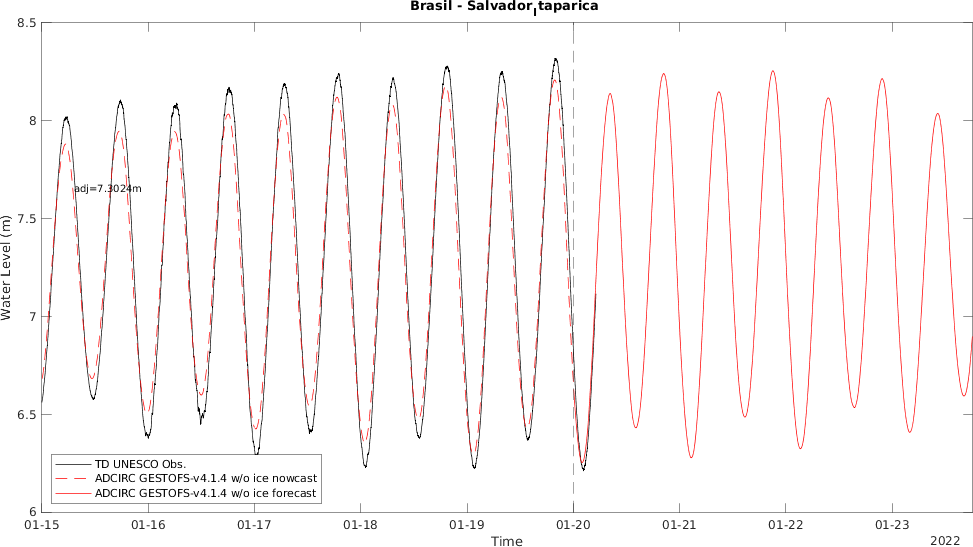 Brasil - Salvador_Itaparica
8.5
8
7.5
7
6.5
6
Water Level (m)
adj=7.3024m
TD UNESCO Obs.
ADCIRC GESTOFS-v4.1.4 w/o ice nowcast
ADCIRC GESTOFS-v4.1.4 w/o ice forecast
01-15 01-16 01-17 01-18 01-19 01-20 01-21 01-22 01-23
Time
2022